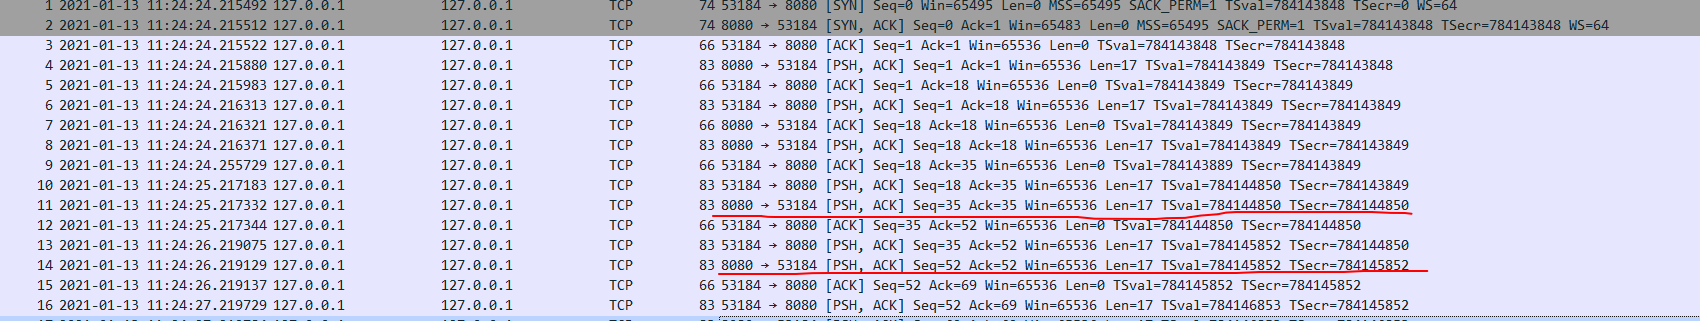 1 2021-01-13 11:24:24.215492 127.0.0.1 127.0.0.1 TCP 74 53184 → 8080 [SYN] Seq=0 Win=65495 Len=0 MSS=65495 SACK_PERM=1 TSval=784143848 TSecr=0 WS=64
2 2021-01-13 11:24:24.215512 127.0.0.1 127.0.0.1 TCP 74 8080 → 53184 [SYN, ACK] Seq=0 Ack=1 Win=65483 Len=0 MSS=65495 SACK_PERM=1 TSval=784143848 TSecr=784143848 WS=64
3 2021-01-13 11:24:24.215522 127.0.0.1 127.0.0.1 TCP 66 53184 → 8080 [ACK] Seq=1 Ack=1 Win=65536 Len=0 TSval=784143848 TSecr=784143848
4 2021-01-13 11:24:24.215880 127.0.0.1 127.0.0.1 TCP 83 8080 → 53184 [PSH, ACK] Seq=1 Ack=1 Win=65536 Len=17 TSval=784143849 TSecr=784143848
5 2021-01-13 11:24:24.215983 127.0.0.1 127.0.0.1 TCP 66 53184 → 8080 [ACK] Seq=1 Ack=18 Win=65536 Len=0 TSval=784143849 TSecr=784143849
6 2021-01-13 11:24:24.216313 127.0.0.1 127.0.0.1 TCP 83 53184 → 8080 [PSH, ACK] Seq=1 Ack=18 Win=65536 Len=17 TSval=784143849 TSecr=784143849
7 2021-01-13 11:24:24.216321 127.0.0.1 127.0.0.1 TCP 66 8080 → 53184 [ACK] Seq=18 Ack=18 Win=65536 Len=0 TSval=784143849 TSecr=784143849
8 2021-01-13 11:24:24.216371 127.0.0.1 127.0.0.1 TCP 83 8080 → 53184 [PSH, ACK] Seq=18 Ack=18 Win=65536 Len=17 TSval=784143849 TSecr=784143849
9 2021-01-13 11:24:24.255729 127.0.0.1 127.0.0.1 TCP 66 53184 → 8080 [ACK] Seq=18 Ack=35 Win=65536 Len=0 TSval=784143889 TSecr=784143849
10 2021-01-13 11:24:25.217183 127.0.0.1 127.0.0.1 TCP 83 53184 → 8080 [PSH, ACK] Seq=18 Ack=35 Win=65536 Len=17 TSval=784144850 TSecr=784143849
11 2021-01-13 11:24:25.217332 127.0.0.1 127.0.0.1 TCP 83 8080 → 53184 [PSH, ACK] Seq=35 Ack=35 Win=65536 Len=17 TSval=784144850 TSecr=784144850
12 2021-01-13 11:24:25.217344 127.0.0.1 127.0.0.1 TCP 66 53184 → 8080 [ACK] Seq=35 Ack=52 Win=65536 Len=0 TSval=784144850 TSecr=784144850
13 2021-01-13 11:24:26.219075 127.0.0.1 127.0.0.1 TCP 83 53184 → 8080 [PSH, ACK] Seq=35 Ack=52 Win=65536 Len=17 TSval=784145852 TSecr=784144850
14 2021-01-13 11:24:26.219129 127.0.0.1 127.0.0.1 TCP 83 8080 → 53184 [PSH, ACK] Seq=52 Ack=52 Win=65536 Len=17 TSval=784145852 TSecr=784145852
15 2021-01-13 11:24:26.219137 127.0.0.1 127.0.0.1 TCP 66 53184 → 8080 [ACK] Seq=52 Ack=69 Win=65536 Len=0 TSval=784145852 TSecr=784145852
16 2021-01-13 11:24:27.219729 127.0.0.1 127.0.0.1 TCP 83 53184 → 8080 [PSH, ACK] Seq=52 Ack=69 Win=65536 Len=17 TSval=784146853 TSecr=784145852